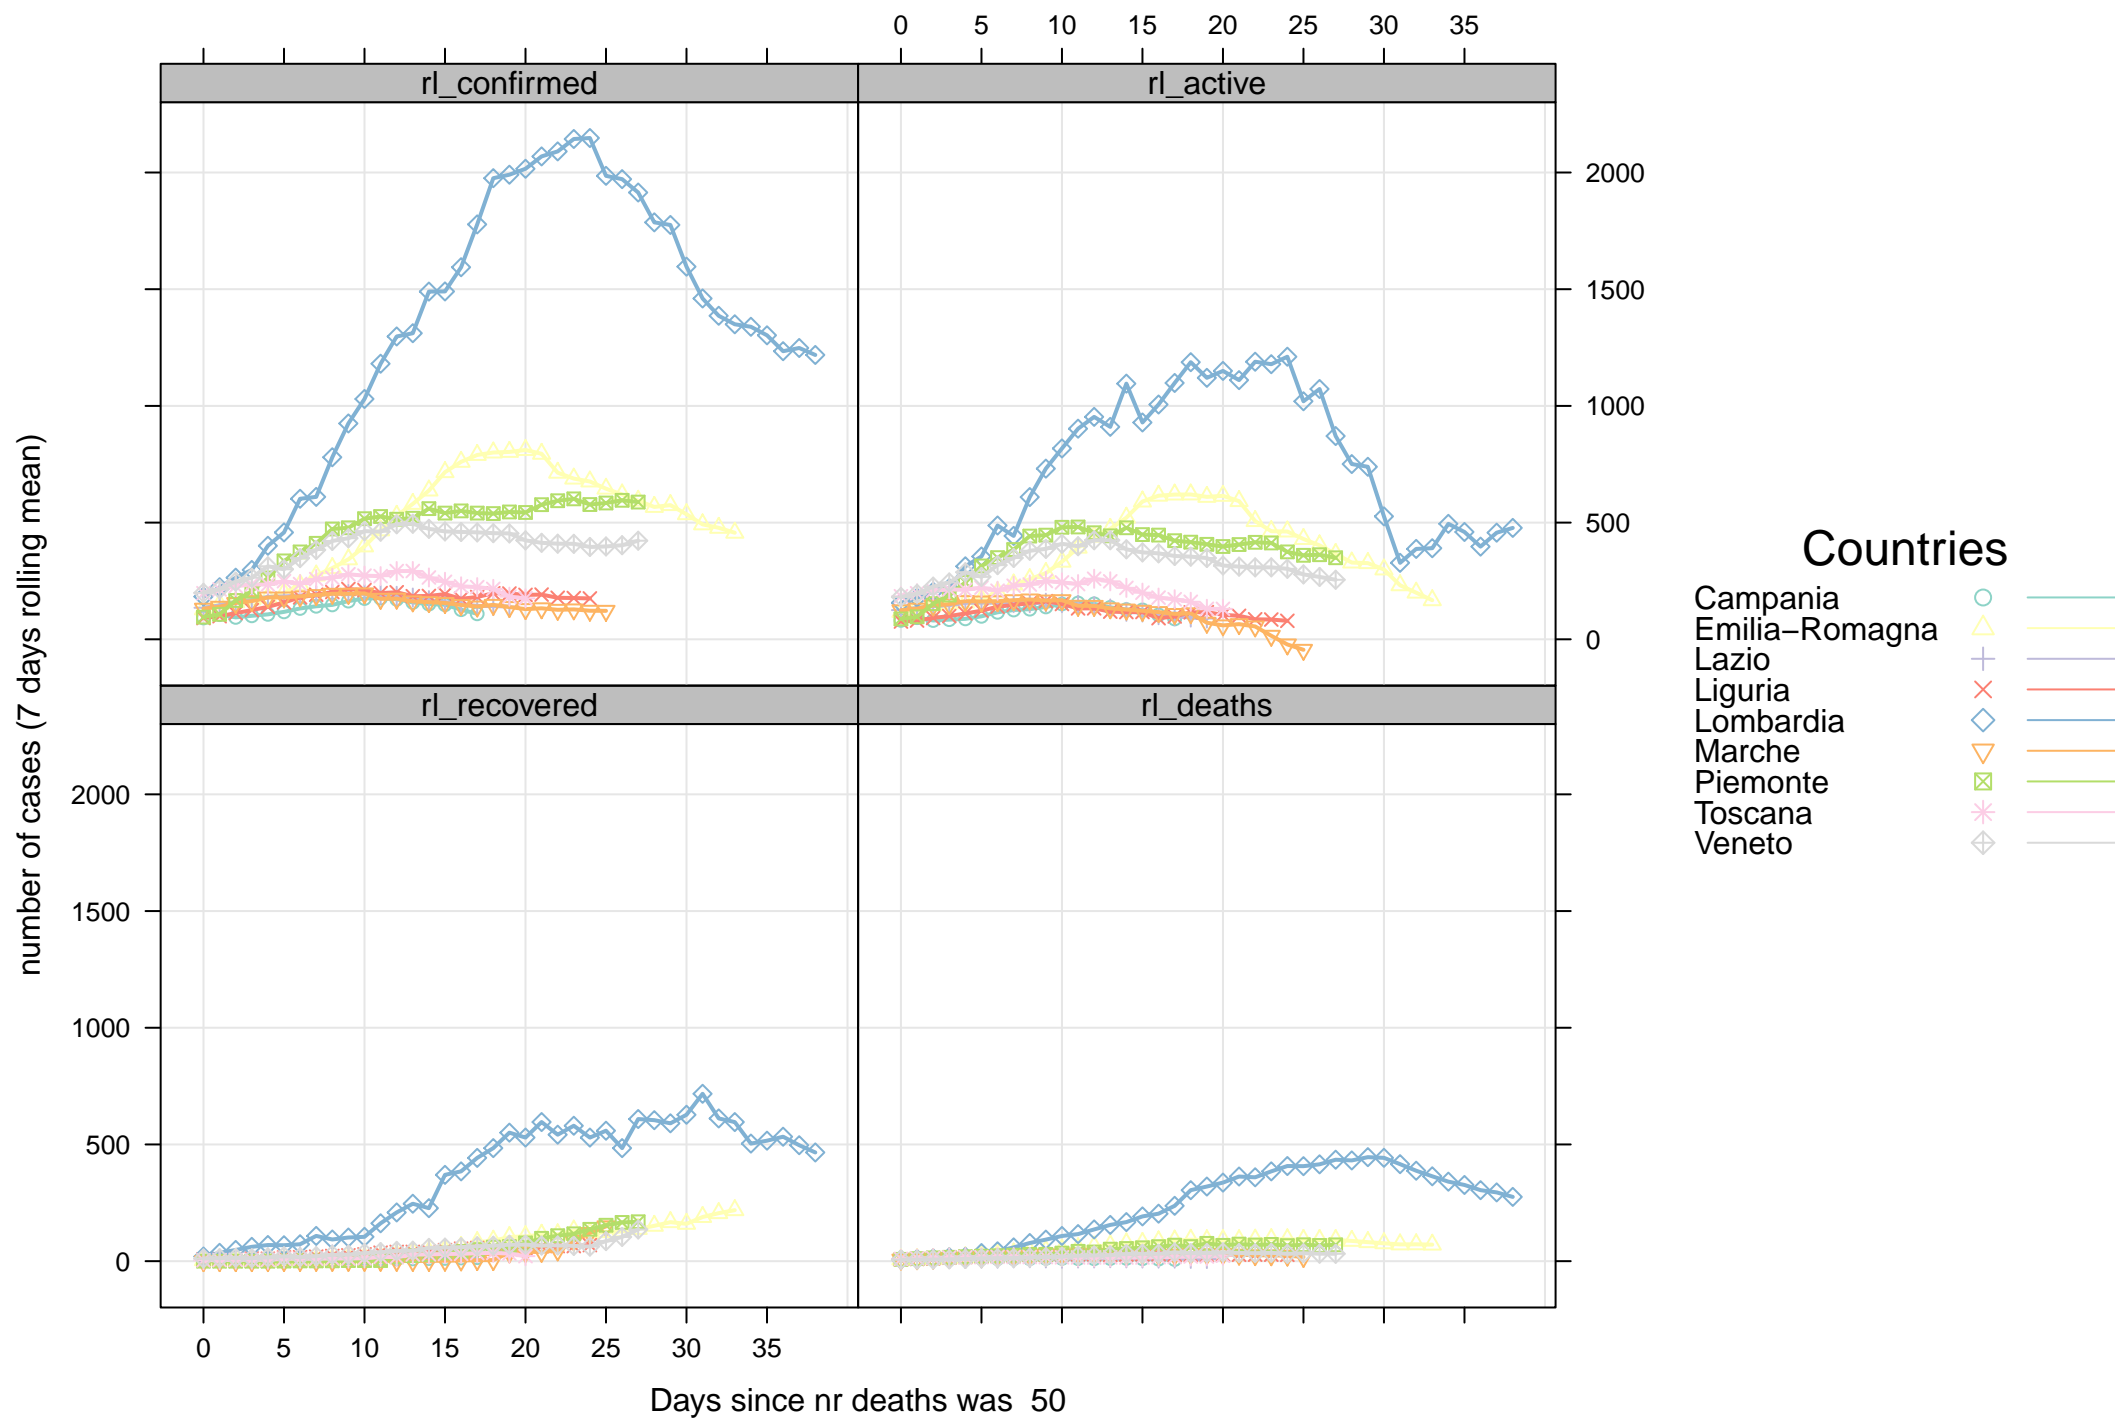 0 5 10 15 20 25 30 35
rl_confirmed rl_active
2000
1500
1000
500
0
rl_recovered rl_deaths
2000
1500
1000
500
0
0 5 10 15 20 25 30 35
number of cases (7 days rolling mean)
Days since nr deaths was 50
Countries
Campania
Emilia−Romagna
Lazio
Liguria
Lombardia
Marche
Piemonte
Toscana
Veneto